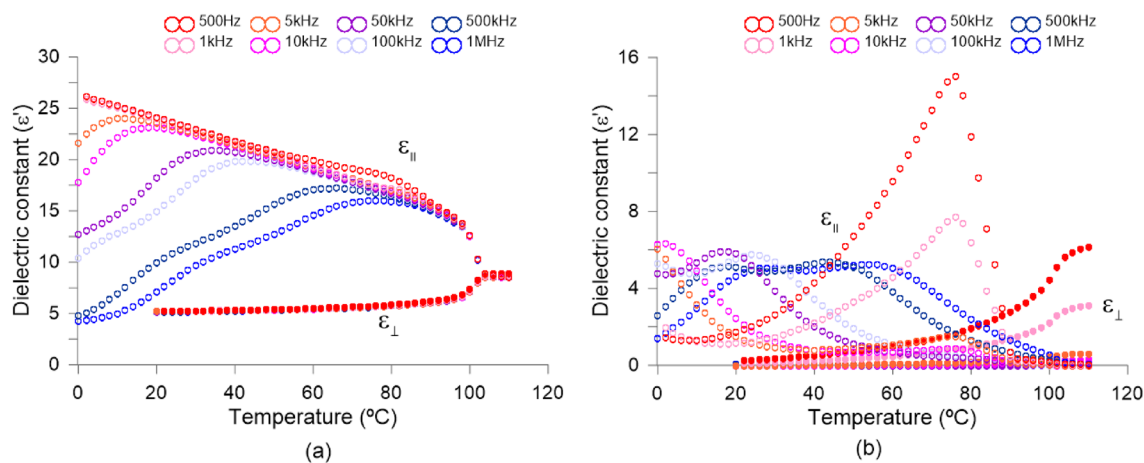 500Hz 5kHz 50kHz 500kHz
1kHz 10kHz 100kHz 1MHz
30
25
20
15
10
5
0
0 20 40 60 80 100 120
Dielectric constant (ε')
Temperature (ºC)
ε||
ε⊥
(a)
500Hz 5kHz 50kHz 500kHz
1kHz 10kHz 100kHz 1MHz
16
12
8
4
0
0 20 40 60 80 100 120
Dielectric constant (ε')
Temperature (ºC)
ε||
ε⊥
(b)